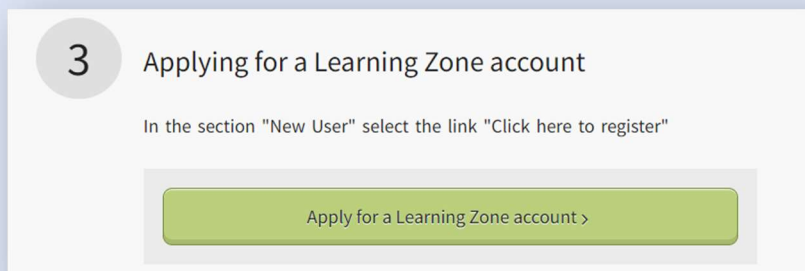 3
Applying for a Learning Zone account
In the section "New User" select the link "Click here to register"
Apply for a Learning Zone account ›